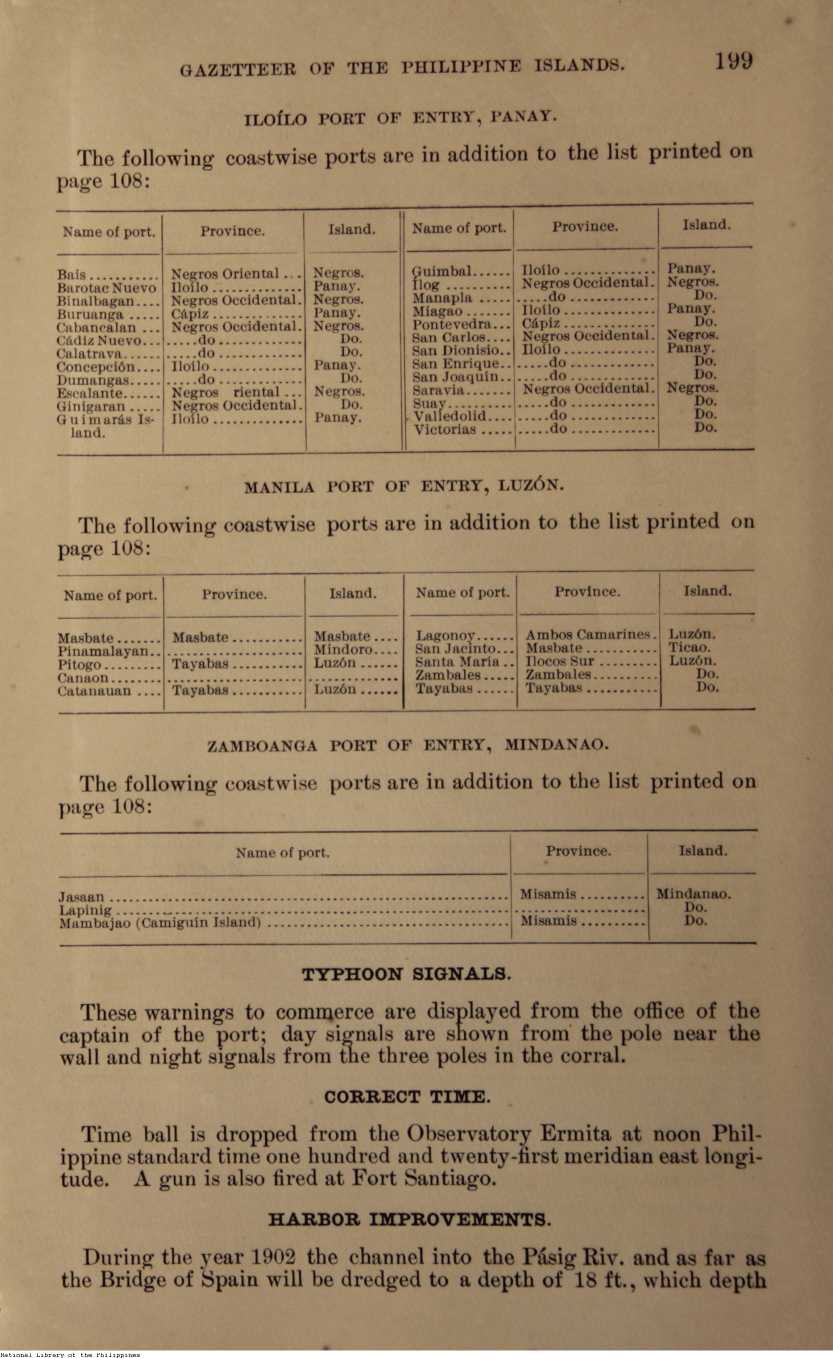 GAZETTEER OF THE PHILIPPINE ISLANDS. 199
ILOÍLO PORT OF ENTRY, PANAY.
The following coastwise ports are in addition to the list printed on
page 108:
Name of port. Province. Island. Name of port. Province. Island.
Bais........... Negros Oriental ... Negros. Guimbal...... Iloílo ............. Panay.
Barotac Nuevo Iloílo ............. Panay. Ilog .......... Negros Occidental. Negros.
Binalbagan.... Negros Occidental. Negros. Manapla ..... .....do ............. Do.
Buruanga ..... Cápiz ............. Panay. Miagao ....... Iloílo ............. Panay.
Cabancalan ... Negros Occidental. Negros. Pontevedra... Cápiz ............. Do.
Cádiz Nuevo... .....do ............. Do. San Carlos.... Negros Occidental. Negros.
Calatrava...... .....do ............. Do. San Dionisio.. Iloílo ............. Panay.
Concepción.... Iloílo ............. Panay. San Enrique.. .....do ............. Do.
Dumangas..... .....do ............. Do. San Joaquín.. .....do ............. Do.
Escalante...... Negros riental ... Negros. Saravia....... Negros Occidental. Negros.
Ginigaran ..... Negros Occidental. Do. Suay.......... .....do ............. Do.
Guimarás Is- Iloílo ............. Panay. Valledolid.... .....do ............. Do.
land. Victorias ..... .....do ............. Do.
MANILA PORT OF ENTRY, LUZÓN.
The following coastwise ports are in addition to the list printed on
page 108:
Name of port. Province. Island. Name of port. Province. Island.
Masbate ....... Masbate ........... Masbate .... Lagonoy...... Ambos Camarines. Luzón.
Pinamalayan.. ..................... Mindoro.... San Jacinto... Masbate ........... Ticao.
Pitogo ......... Tayabas ........... Luzón ...... Santa María .. Ilocos Sur ......... Luzón.
Canaon........ ..................... .............. Zambales..... Zambales.......... Do.
Catanauan .... Tayabas ........... Luzón ...... Tayabas ...... Tayabas ........... Do.
ZAMBOANGA PORT OF ENTRY, MINDANAO.
The following coastwise ports are in addition to the list printed on
page 108:
Name of port. Province. Island.
Jasaan ............................................................ Misamis .......... Mindanao.
Lapinig ........................................................... .................... Do.
Mambajao (Camiguín Island) ..................................... Misamis .......... Do.
TYPHOON SIGNALS.
These warnings to commerce are displayed from the office of the
captain of the port; day signals are shown from the pole near the
wall and night signals from the three poles in the corral.
CORRECT TIME.
Time ball is dropped from the Observatory Ermita at noon Phil-
ippine standard time one hundred and twenty-first meridian east longi-
tude. A gun is also fired at Fort Santiago.
HARBOR IMPROVEMENTS.
During the year 1902 the channel into the Pásig Riv. and as far as
the Bridge of Spain will be dredged to a depth of 18 ft., which depth
National Library of the Philippines